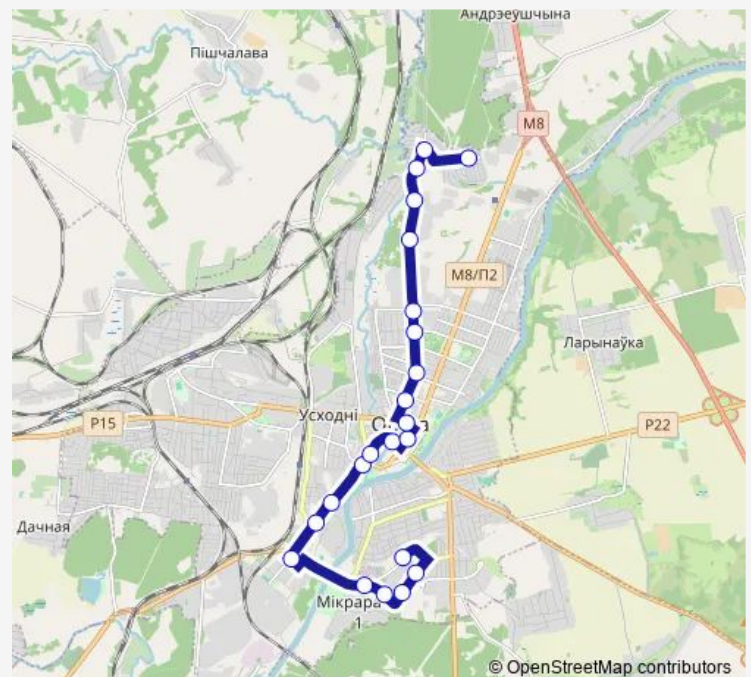 Андрэеўшчына
Пішчалава
M8
M8/П2
Ларынаўка
Усходні
P15
P22
Дачная
Мікрара
1
© OpenStreetMap contributors